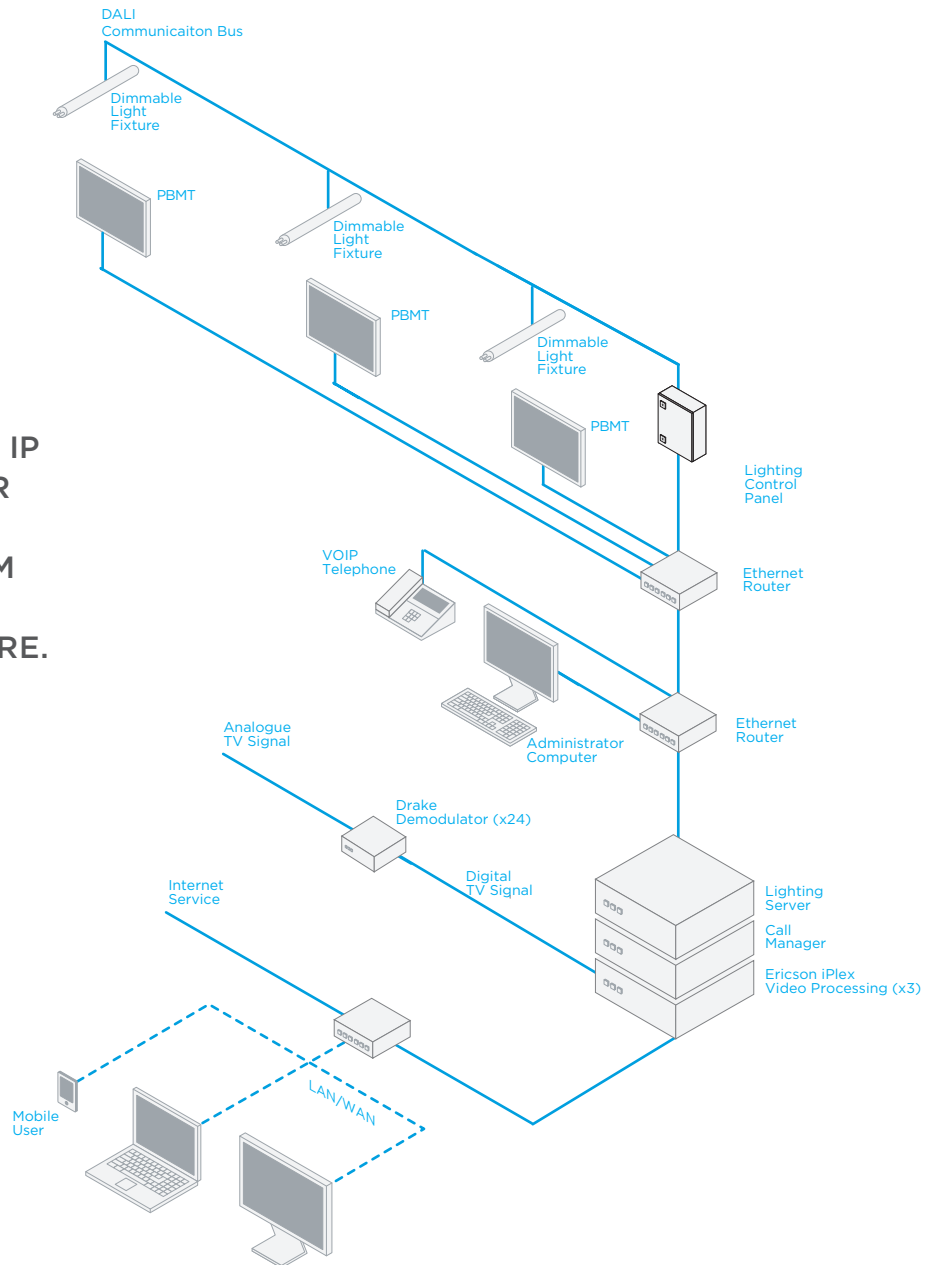 DALI
Communicaiton Bus
Dimmable
Light
Fixture
PBMT
Dimmable
Light
Fixture
PBMT
Dimmable
Light
Fixture
PBMT
Lighting
Control
Panel
IP
R
M
RE.
VOIP
Telephone
Ethernet
Router
Administrator
Computer
Ethernet
Router
Analogue
TV Signal
Drake
Demodulator (x24)
Digital
TV Signal
Internet
Service
Lighting
Server
Call
Manager
Ericson iPlex
Video Processing (x3)
LAN/WAN
Mobile
User